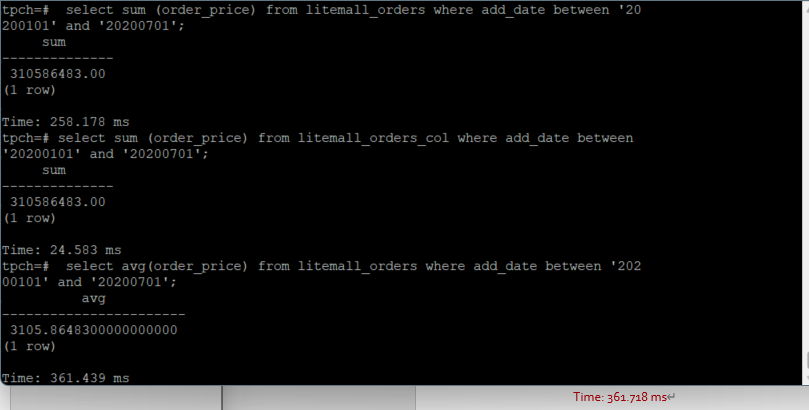 tpch=#  select sum (order_price) from litemall_orders where add_date between '20
200101' and '20200701';
     sum
--------------
 310586483.00
(1 row)

Time: 258.178 ms
tpch=# select sum (order_price) from litemall_orders_col where add_date between
'20200101' and '20200701';
     sum
--------------
 310586483.00
(1 row)

Time: 24.583 ms
tpch=#  select avg(order_price) from litemall_orders where add_date between '202
00101' and '20200701';
          avg
-----------------------
 3105.8648300000000000
(1 row)

Time: 361.439 ms
Time: 361.718 ms↵